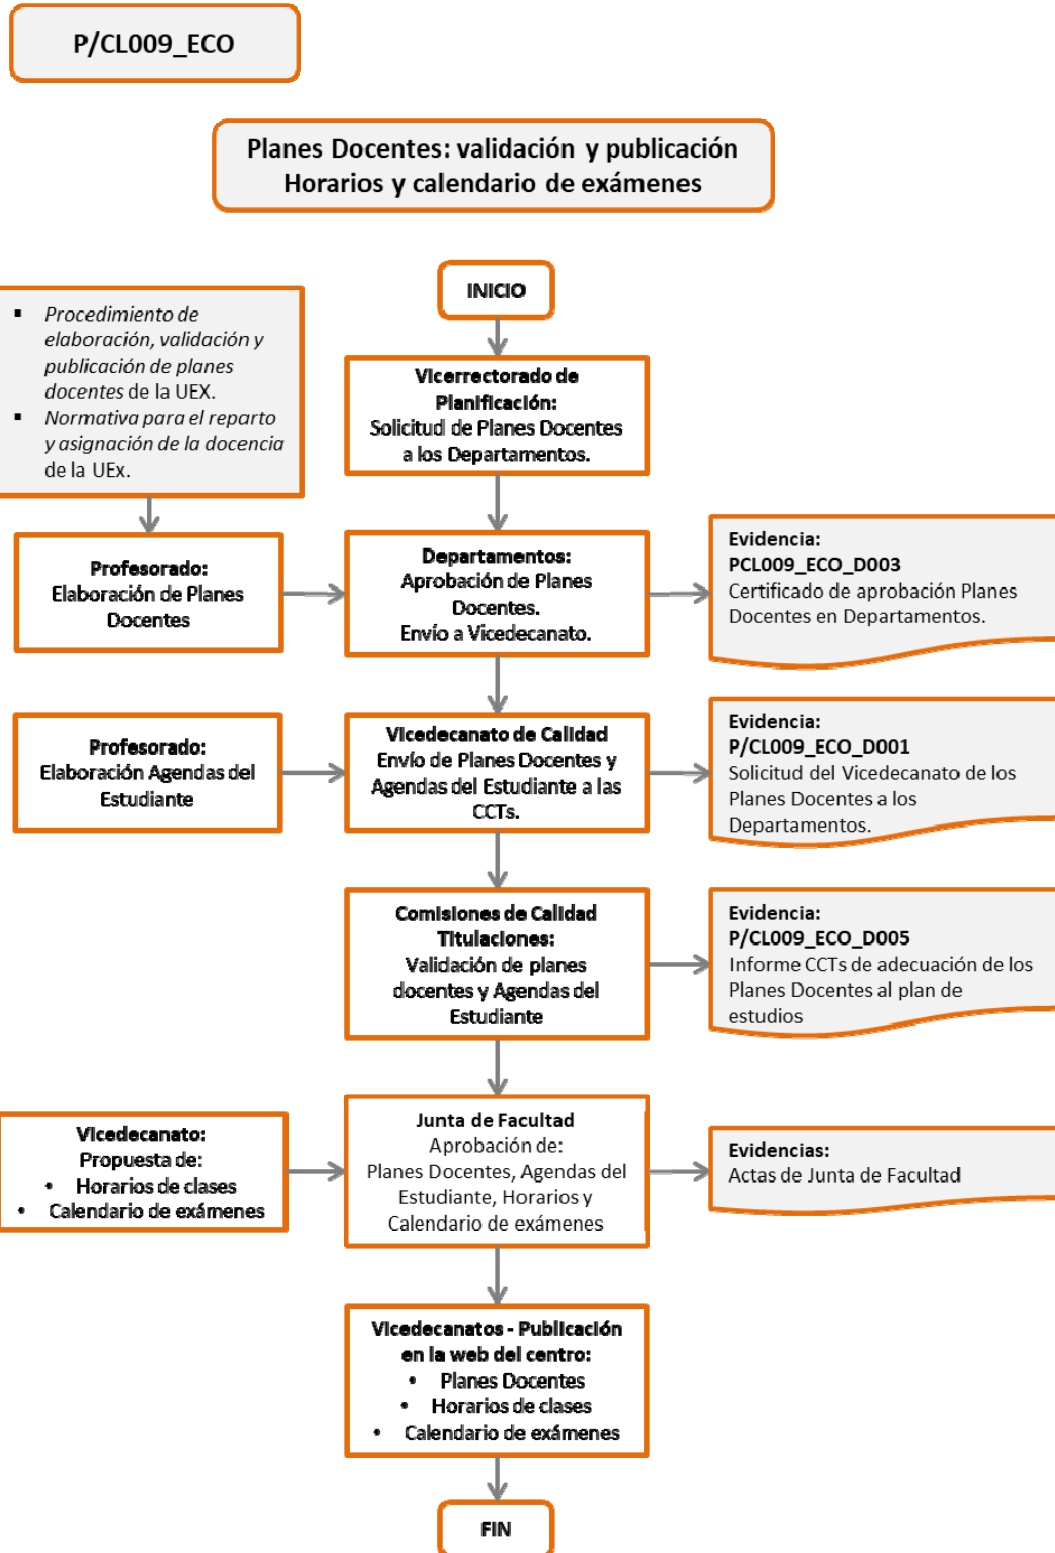 P/CL009_ECO
Planes Docentes: validación y publicación
Horarios y calendario de exámenes
INICIO
▪ Procedimiento de
elaboración, validación y
publicación de planes
docentes de la UEX.
▪ Normativa para el reparto
y asignación de la docencia
de la UEx.
Vicerrectorado de
Planificación:
Solicitud de Planes Docentes
a los Departamentos.
Profesorado:
Elaboración de Planes
Docentes
Departamentos:
Aprobación de Planes
Docentes.
Envío a Vicedecanato.
Evidencia:
PCL009_ECO_D003
Certificado de aprobación Planes
Docentes en Departamentos.
Profesorado:
Elaboración Agendas del
Estudiante
Vicedecanato de Calidad
Envío de Planes Docentes y
Agendas del Estudiante a las
CCTs.
Evidencia:
P/CL009_ECO_D001
Solicitud del Vicedecanato de los
Planes Docentes a los
Departamentos.
Comisiones de Calidad
Titulaciones:
Validación de planes
docentes y Agendas del
Estudiante
Evidencia:
P/CL009_ECO_D005
Informe CCTs de adecuación de los
Planes Docentes al plan de
estudios
Vicedecanato:
Propuesta de:
• Horarios de clases
• Calendario de exámenes
Junta de Facultad
Aprobación de:
Planes Docentes, Agendas del
Estudiante, Horarios y
Calendario de exámenes
Evidencias:
Actas de Junta de Facultad
Vicedecanatos - Publicación
en la web del centro:
• Planes Docentes
• Horarios de clases
• Calendario de exámenes
FIN